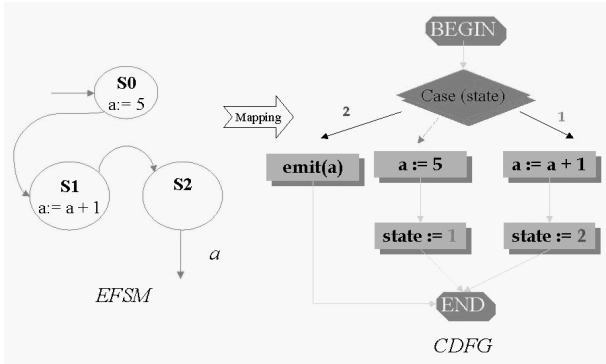 S0
a:= 5
S1
a:= a + 1
S2
a
EFSM
Mapping
BEGIN
Case (state)
2
1
emit(a)
a := 5
a := a + 1
state := 1
state := 2
END
CDFG